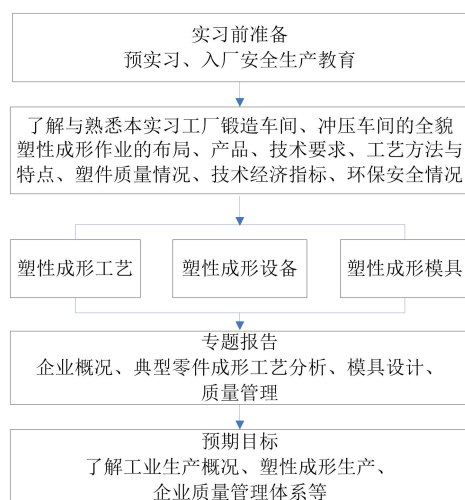 实习前准备
预实习、入厂安全生产教育
了解与熟悉本实习工厂锻造车间、冲压车间的全貌
塑性成形作业的布局、产品、技术要求、工艺方法与
特点、塑件质量情况、技术经济指标、环保安全情况
塑性成形工艺
塑性成形设备
塑性成形模具
专题报告
企业概况、典型零件成形工艺分析、模具设计、
质量管理
预期目标
了解工业生产概况、塑性成形生产、
企业质量管理体系等